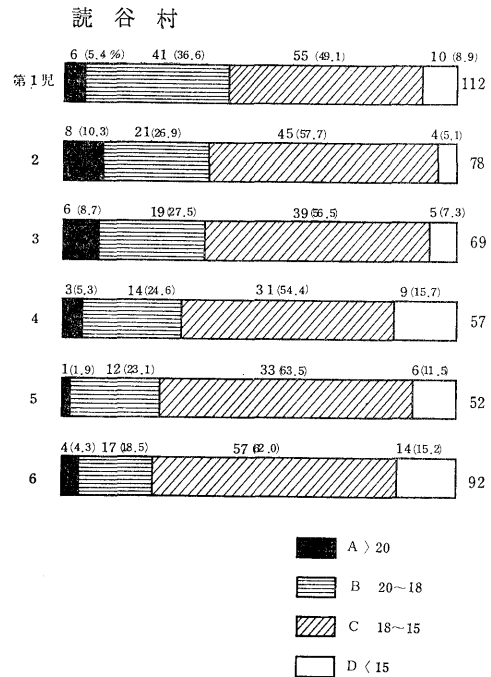 読谷村
6 (5.4%) 41 (36.6) 55 (49.1) 10 (8.9)
第1児 112
8 (10.3) 21(26.9) 45(57.7) 4(5.1)
2 78
6 (8.7) 19(27.5) 39(56.5) 5(7.3)
3 69
3(5.3) 14(24.6) 31(54.4) 9(15.7)
4 57
1(1.9) 12(23.1) 33(63.5) 6(11.5)
5 52
4(4.3) 17(18.5) 57(62.0) 14(15.2)
6 92
A 〉20
B 20~18
C 18~15
D〈15